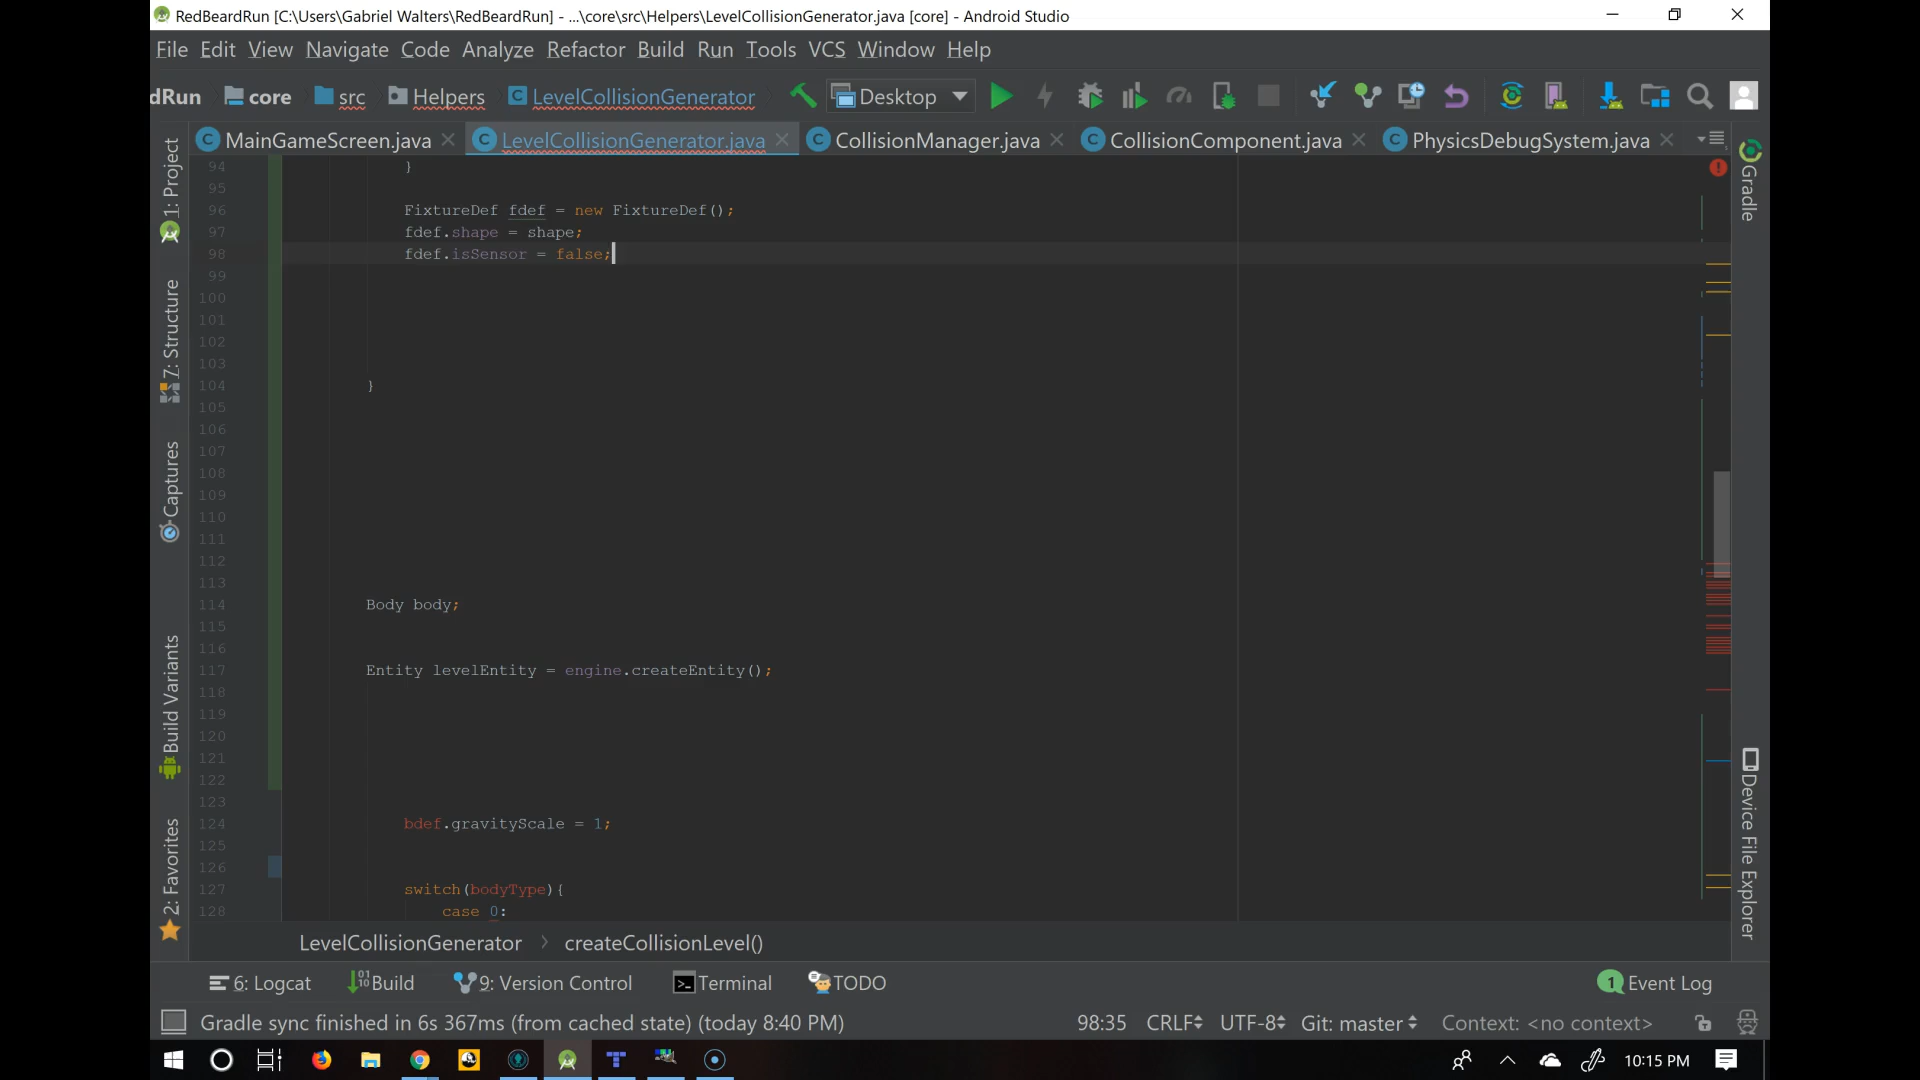 RedBeardRun [C:\Users\Gabriel Walters\RedBeardRun] - ...\core\src\Helpers\LevelCollisionGenerator.java [core] - Android Studio
File Edit View Navigate Code Analyze Refactor Build Run Tools VCS Window Help
dRun core src Helpers LevelCollisionGenerator Desktop
MainGameScreen.java LevelCollisionGenerator.java CollisionManager.java CollisionComponent.java PhysicsDebugSystem.java
1: Project
7: Structure
Captures
Build Variants
2: Favorites
94 }
95
96 FixtureDef fdef = new FixtureDef();
97 fdef.shape = shape;
98 fdef.isSensor = false;
99
100
101
102
103
104 }
105
106
107
108
109
110
111
112
113
114 Body body;
115
116
117 Entity levelEntity = engine.createEntity();
118
119
120
121
122
123
124 bdef.gravityScale = 1;
125
126
127 switch(bodyType){
128 case 0:
Gradle
Device File Explorer
LevelCollisionGenerator > createCollisionLevel()
6: Logcat Build 9: Version Control Terminal TODO 1 Event Log
Gradle sync finished in 6s 367ms (from cached state) (today 8:40 PM) 98:35 CRLF UTF-8 Git: master Context: <no context>
10:15 PM